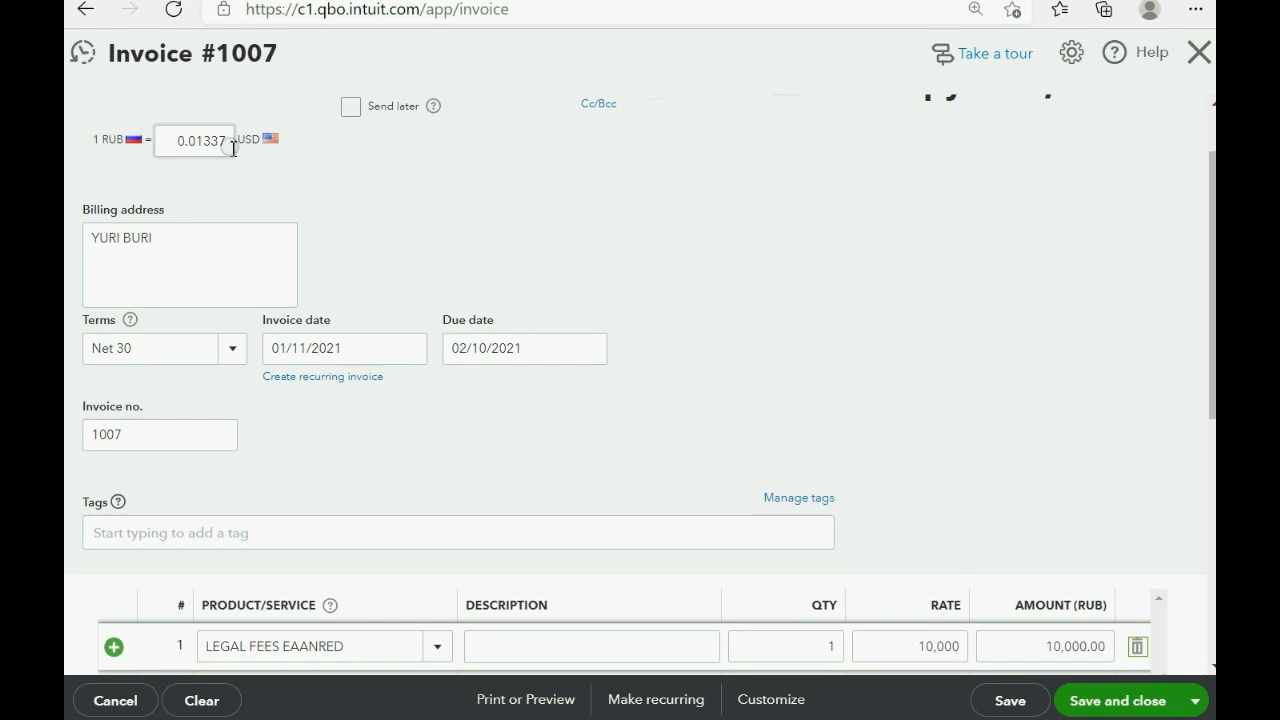 https://c1.qbo.intuit.com/app/invoice
Invoice #1007
Take a tour
Help
Send later
Cc/Bcc
1 RUB = 0.01337 USD
Billing address
YURI BURI
Terms
Invoice date
Due date
Net 30
01/11/2021
02/10/2021
Create recurring invoice
Invoice no.
1007
Tags
Manage tags
Start typing to add a tag
# PRODUCT/SERVICE DESCRIPTION QTY RATE AMOUNT (RUB)
1 LEGAL FEES EAANRED 1 10,000 10,000.00
Cancel Clear Print or Preview Make recurring Customize Save Save and close